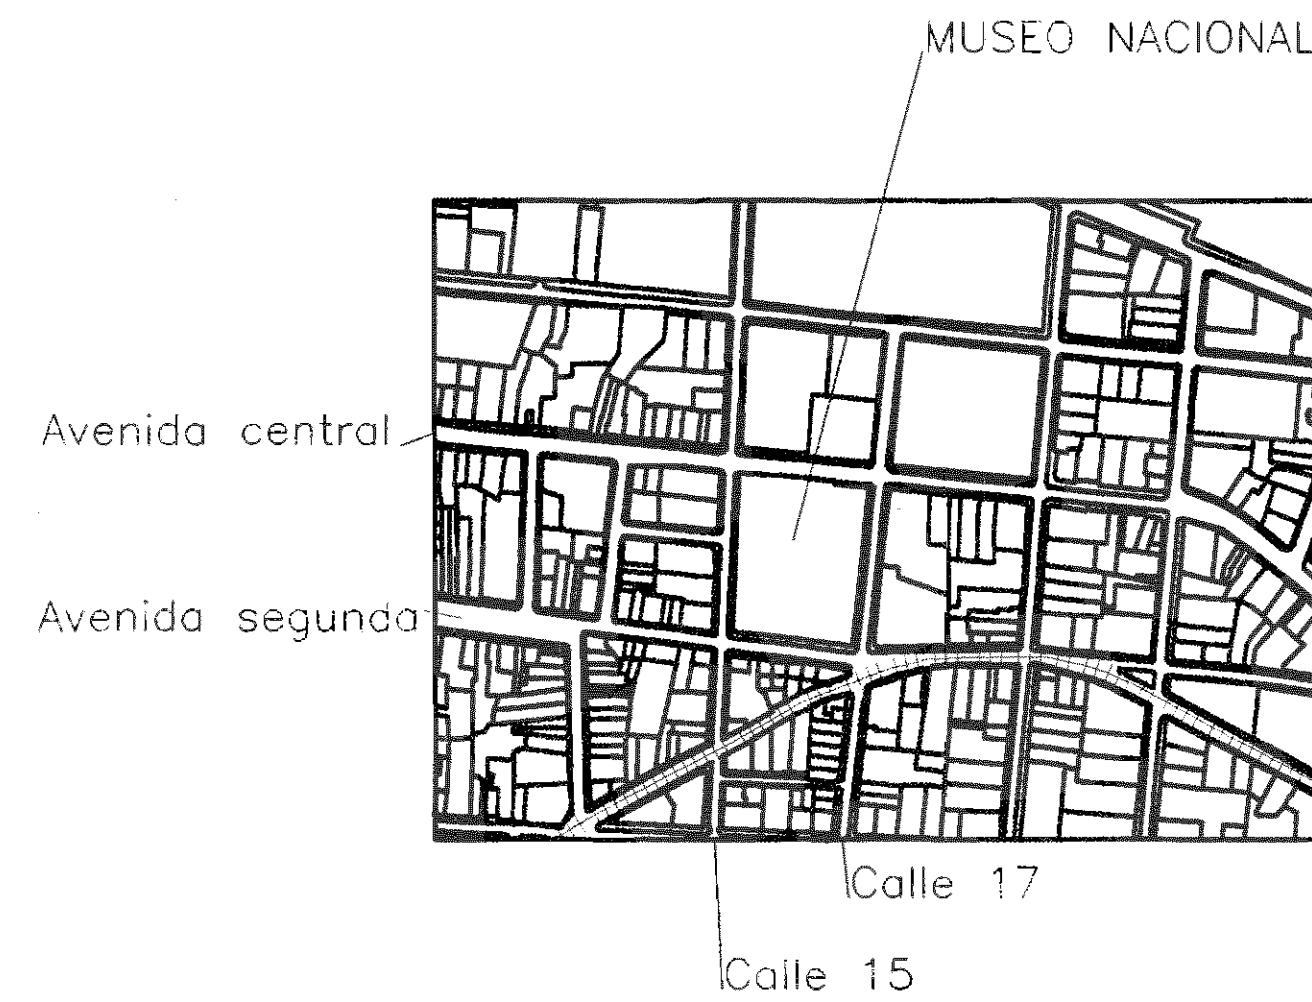 MUSEO NACIONAL
Avenida central
Avenida segunda
Calle 17
Calle 15